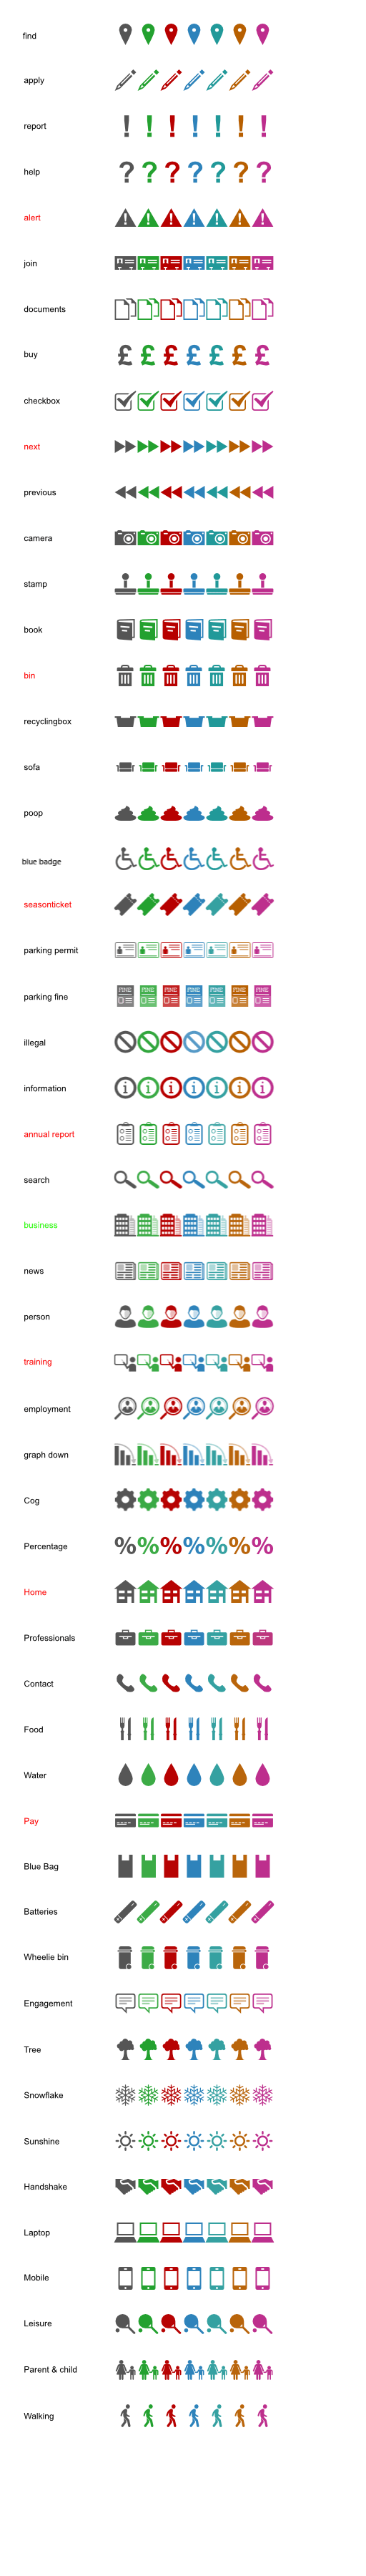 find
apply
report
help
alert
join
documents
buy
checkbox
next
previous
camera
stamp
book
bin
recyclingbox
sofa
poop
blue badge
seasonticket
parking permit
parking fine
FINE FINE FINE FINE FINE FINE FINE
illegal
information
annual report
search
business
news
person
training
employment
graph down
Cog
Percentage
Home
Professionals
Contact
Food
Water
Pay
Blue Bag
Batteries
Wheelie bin
Engagement
Tree
Snowflake
Sunshine
Handshake
Laptop
Mobile
Leisure
Parent & child
Walking